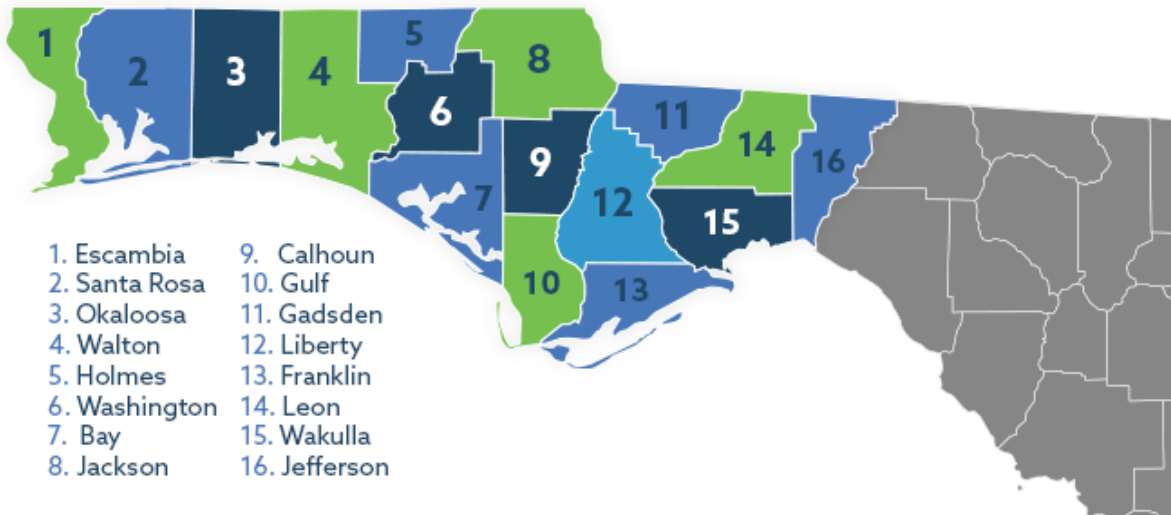 1
2
3
4
5
6
7
8
9
10
11
12
13
14
15
16
1. Escambia
2. Santa Rosa
3. Okaloosa
4. Walton
5. Holmes
6. Washington
7. Bay
8. Jackson
9. Calhoun
10. Gulf
11. Gadsden
12. Liberty
13. Franklin
14. Leon
15. Wakulla
16. Jefferson